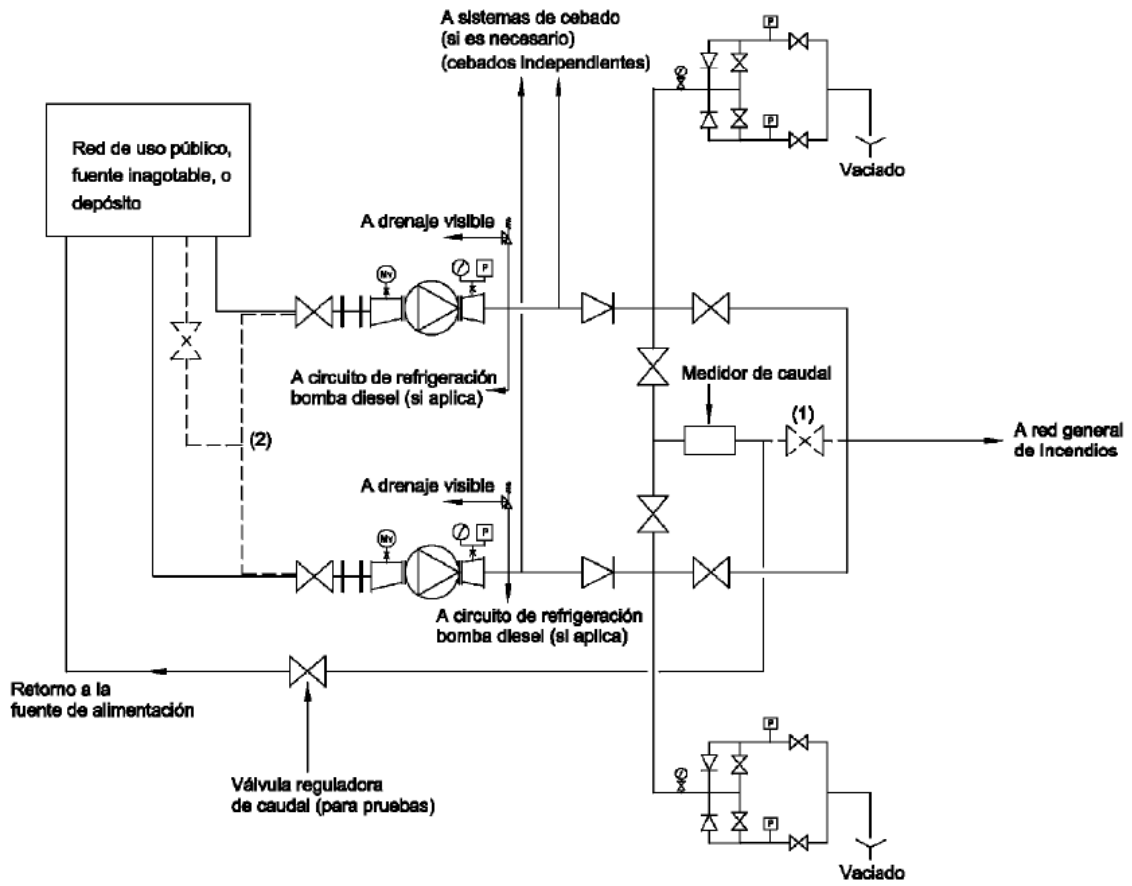 A sistemas de cebado
(si es necesario)
(cebados independientes)
P
P
Vaciado
Red de uso público,
fuente inagotable, o
depósito
A drenaje visible
Mv
P
A circuito de refrigeración
bomba diesel (si aplica)
Medidor de caudal
(1)
(2)
A red general
de incendios
A drenaje visible
Mv
P
A circuito de refrigeración
bomba diesel (si aplica)
Retorno a la
fuente de alimentación
Válvula reguladora
de caudal (para pruebas)
P
P
Vaciado